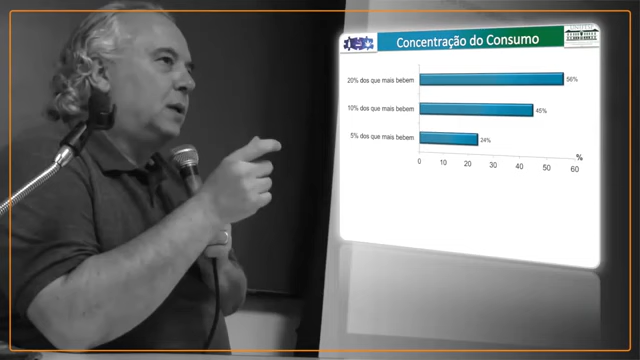 Concentração do Consumo
20% dos que mais bebem
56%
10% dos que mais bebem
45%
5% dos que mais bebem
24%
%
0 10 20 30 40 50 60